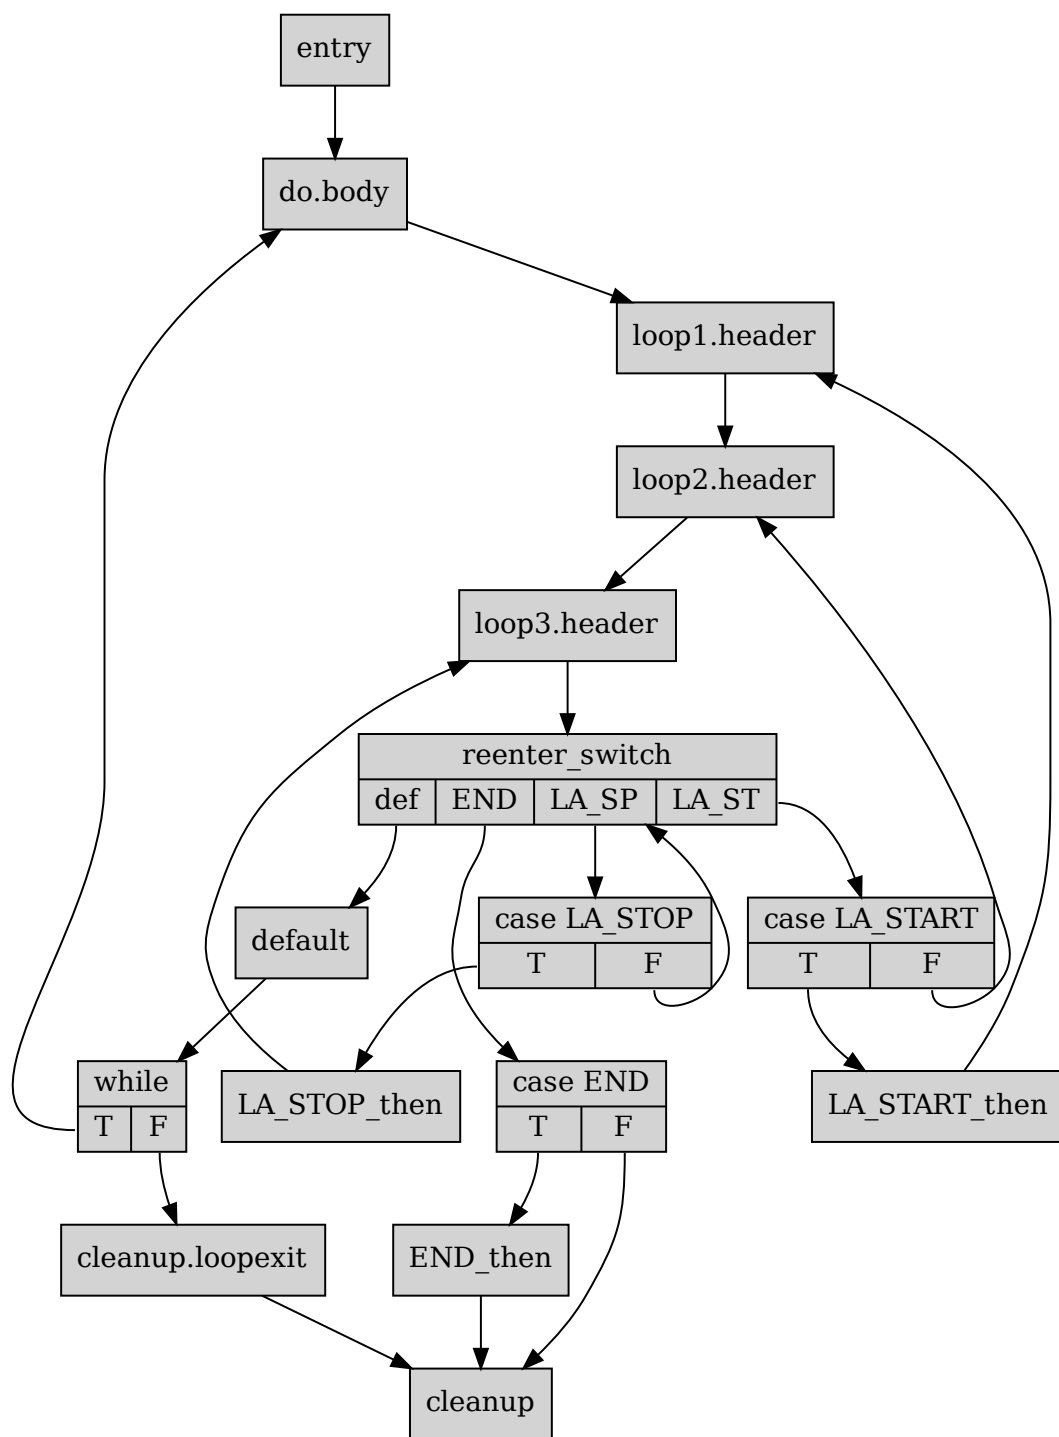 entry
do.body
loop1.header
loop2.header
loop3.header
reenter_switch
def END LA_SP LA_ST
case LA_STOP
T F
case LA_START
T F
default
while
T F
LA_STOP_then
case END
T F
LA_START_then
cleanup.loopexit
END_then
cleanup